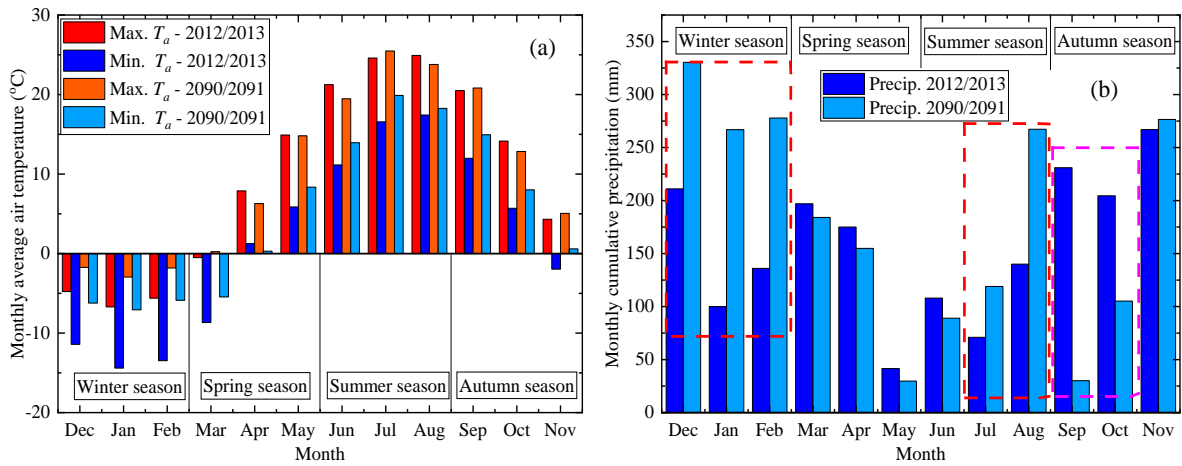 30
20
10
0
-10
-20
Monthly average air temperature (°C)
Max. Tₐ - 2012/2013
Min. Tₐ - 2012/2013
Max. Tₐ - 2090/2091
Min. Tₐ - 2090/2091
(a)
Winter season Spring season Summer season Autumn season
Dec Jan Feb Mar Apr May Jun Jul Aug Sep Oct Nov
Month
350
300
250
200
150
100
50
0
Monthly cumulative precipitation (mm)
Winter season Spring season Summer season Autumn season
Precip. 2012/2013
Precip. 2090/2091
(b)
Dec Jan Feb Mar Apr May Jun Jul Aug Sep Oct Nov
Month